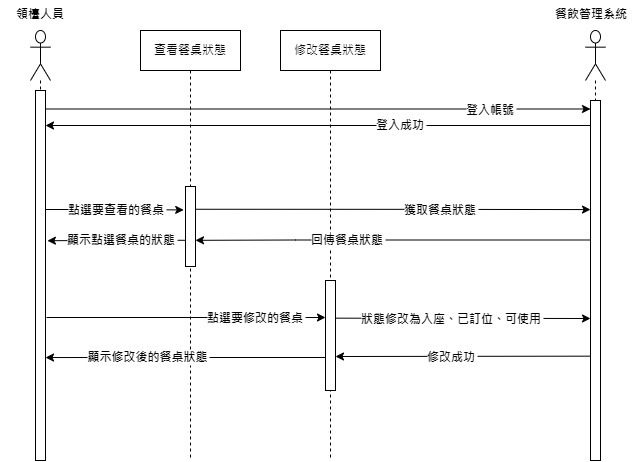 領檯人員
餐飲管理系統
查看餐桌狀態
修改餐桌狀態
登入帳號
登入成功
點選要查看的餐桌
獲取餐桌狀態
顯示點選餐桌的狀態
回傳餐桌狀態
點選要修改的餐桌
狀態修改為入座、已訂位、可使用
顯示修改後的餐桌狀態
修改成功